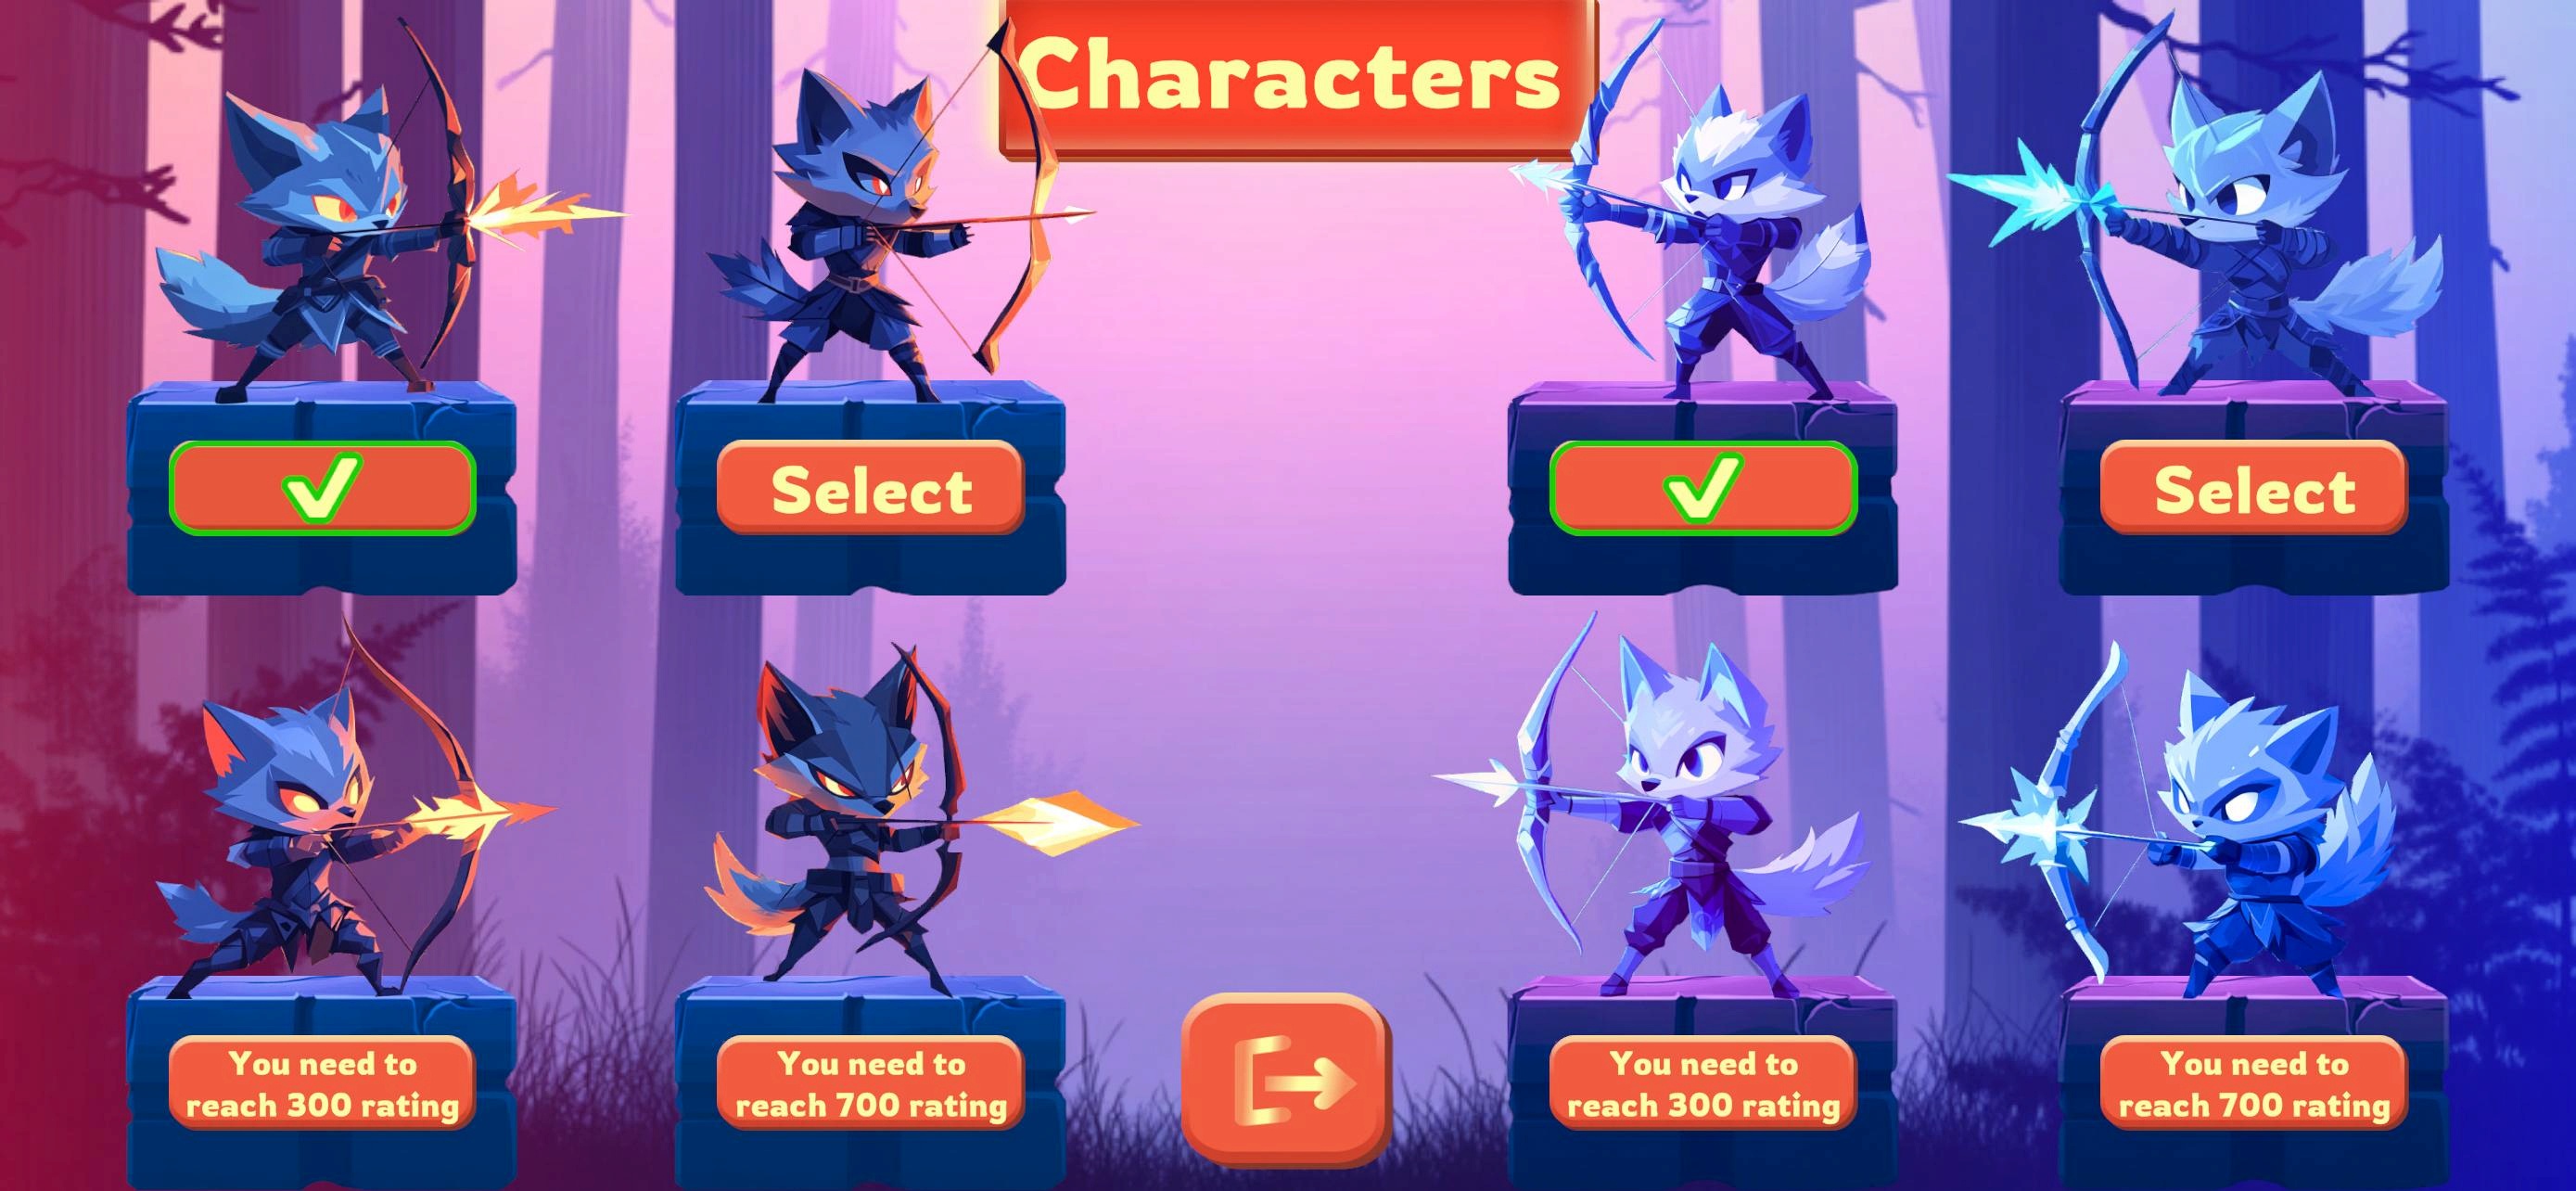 Characters
Select
Select
You need to
reach 300 rating
You need to
reach 700 rating
You need to
reach 300 rating
You need to
reach 700 rating